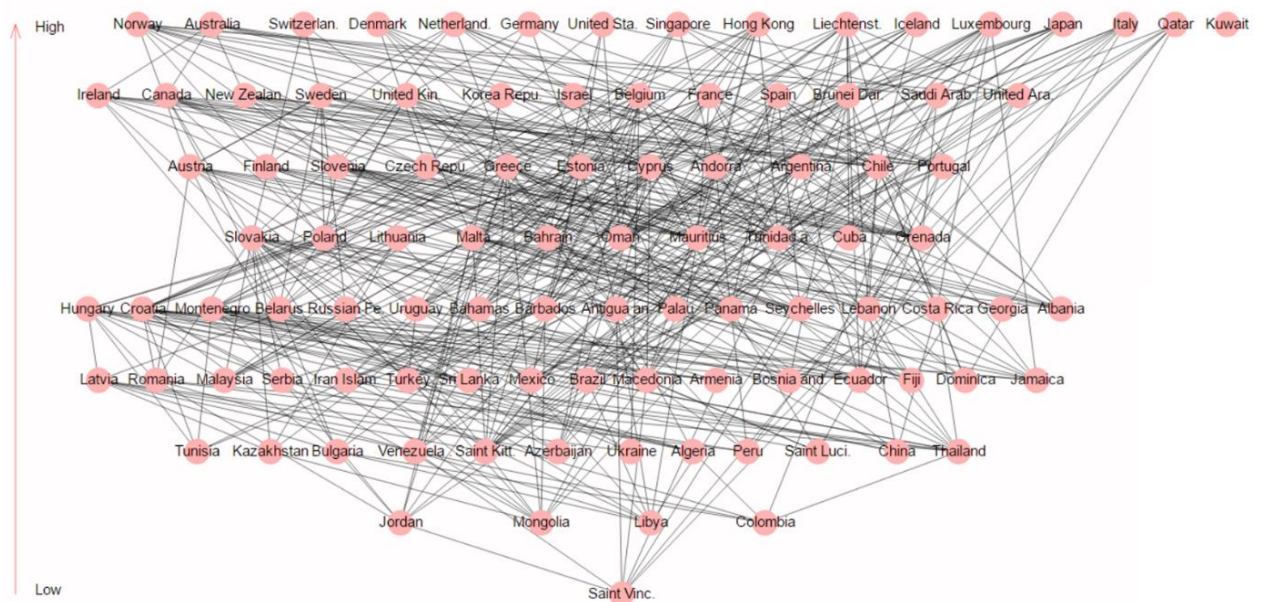 High
Norway Australia Switzerlan. Denmark Netherland. Germany United Sta. Singapore Hong Kong Liechtenst. Iceland Luxembourg Japan Italy Qatar Kuwait
Ireland Canada New Zealan. Sweden United Kin. Korea Repu. Israel Belgium France Spain Brunei Dar. Saudi Arab. United Ara.
Austria Finland Slovenia Czech Repu. Greece Estonia Cyprus Andorra Argentina Chile Portugal
Slovakia Poland Lithuania Malta Bahrain Oman Mauritius Trinidad a. Cuba Grenada
Hungary Croatia Montenegro Belarus Russian Fe. Uruguay Bahamas Barbados Antigua an. Palau Panama Seychelles Lebanon Costa Rica Georgia Albania
Latvia Romania Malaysia Serbia Iran Islam. Turkey Sri Lanka Mexico Brazil Macedonia Armenia Bosnia and. Ecuador Fiji Dominica Jamaica
Tunisia Kazakhstan Bulgaria Venezuela. Saint Kitt. Azerbaijan Ukraine Algeria Peru Saint Luci. China Thailand
Jordan Mongolia Libya Colombia
Low
Saint Vinc.